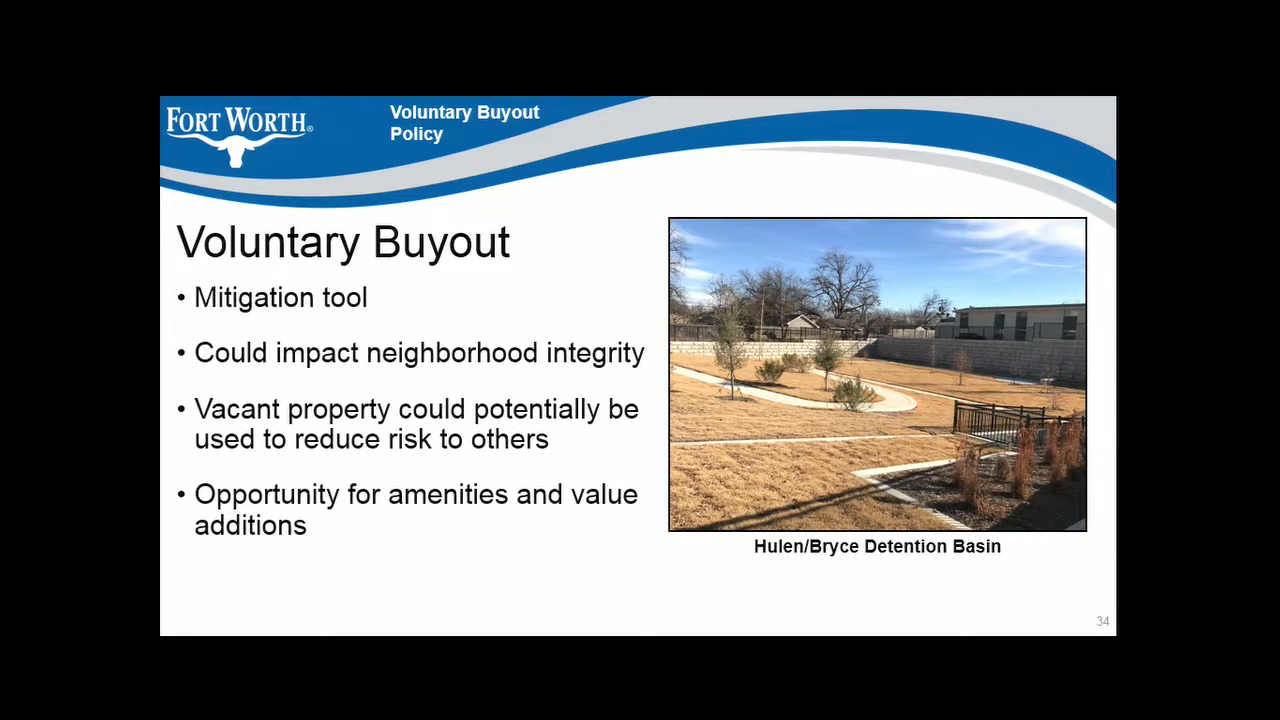 FORT WORTH®
Voluntary Buyout
Policy
Voluntary Buyout
• Mitigation tool
• Could impact neighborhood integrity
• Vacant property could potentially be
used to reduce risk to others
• Opportunity for amenities and value
additions
Hulen/Bryce Detention Basin
34